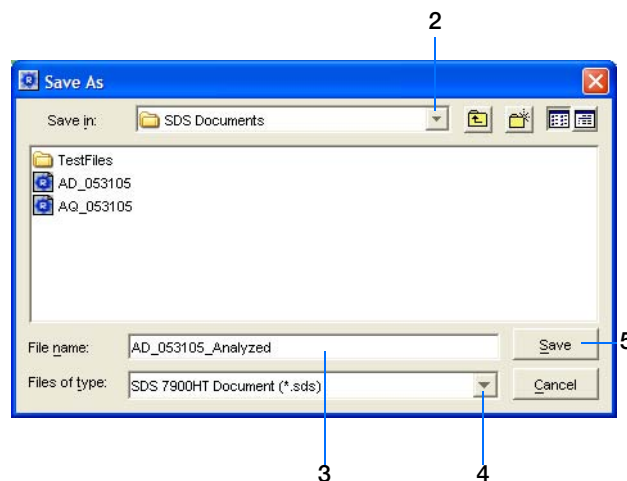 2
Save As
Save in: SDS Documents
TestFiles
AD_053105
AQ_053105
File name: AD_053105_Analyzed Save 5
Files of type: SDS 7900HT Document (*.sds) Cancel
3 4